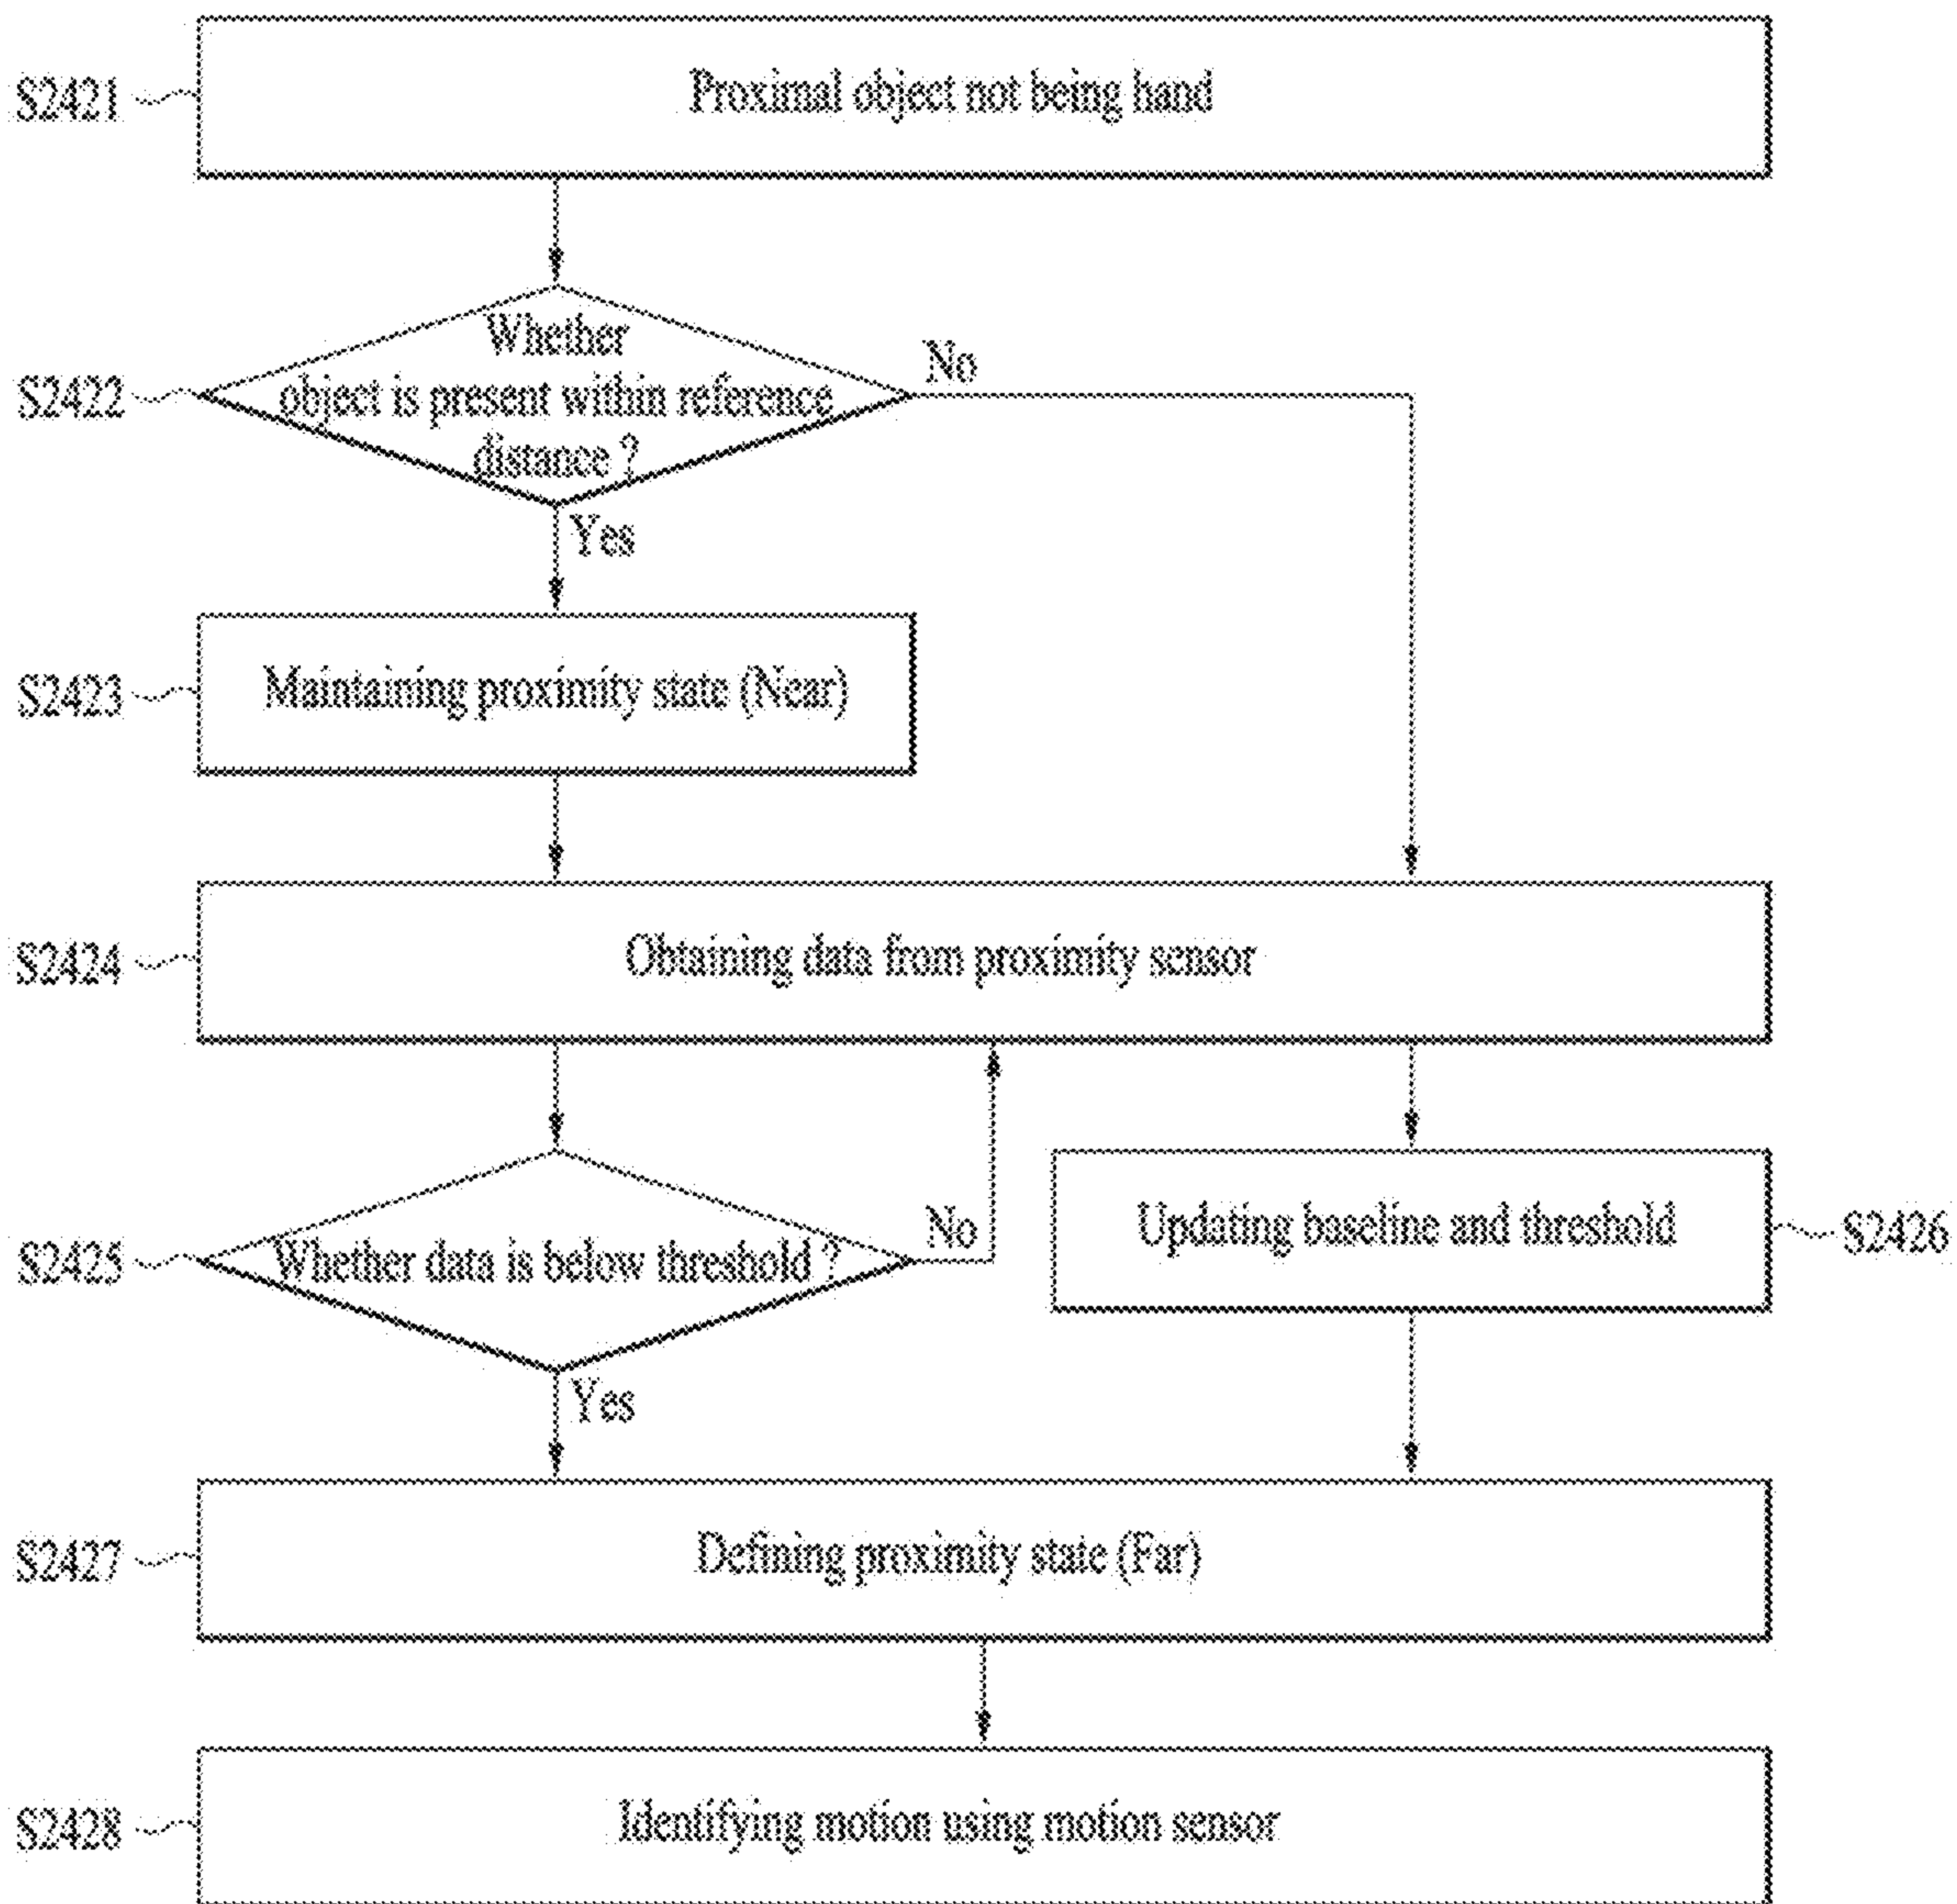 S2421
Proximal object not being hand
Whether
object is present within reference
distance ?
S2422
No
Yes
S2423
Maintaining proximity state (Near)
S2424
Obtaining data from proximity sensor
S2425
Whether data is below threshold ?
No
Yes
Updating baseline and threshold
S2426
S2427
Defining proximity state (Far)
S2428
Identifying motion using motion sensor